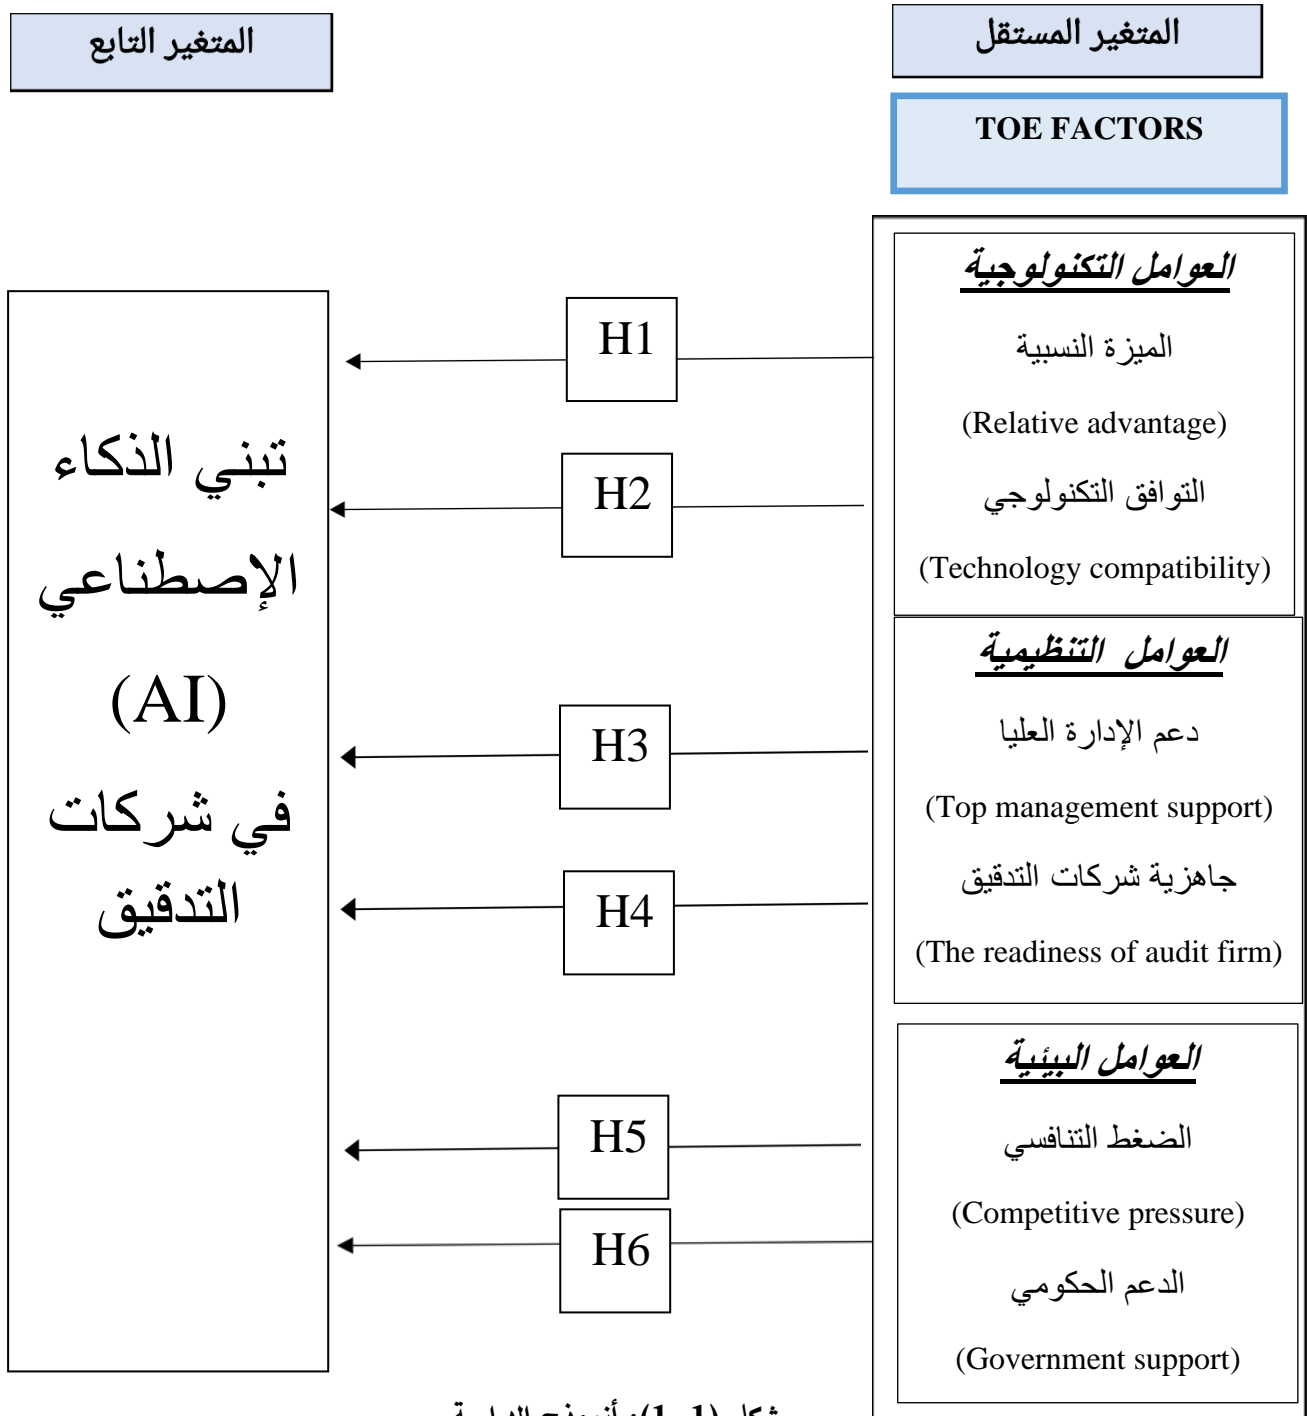 المتغير المستقل
المتغير التابع
TOE FACTORS
العوامل التكنولوجية
الميزة النسبية
(Relative advantage)
التوافق التكنولوجي
(Technology compatibility)
العوامل التنظيمية
دعم الإدارة العليا
(Top management support)
جاهزية شركات التدقيق
(The readiness of audit firm)
العوامل البيئية
الضغط التنافسي
(Competitive pressure)
الدعم الحكومي
(Government support)
H1
H2
H3
H4
H5
H6
تبني الذكاء
الإصطناعي
(AI)
في شركات
التدقيق